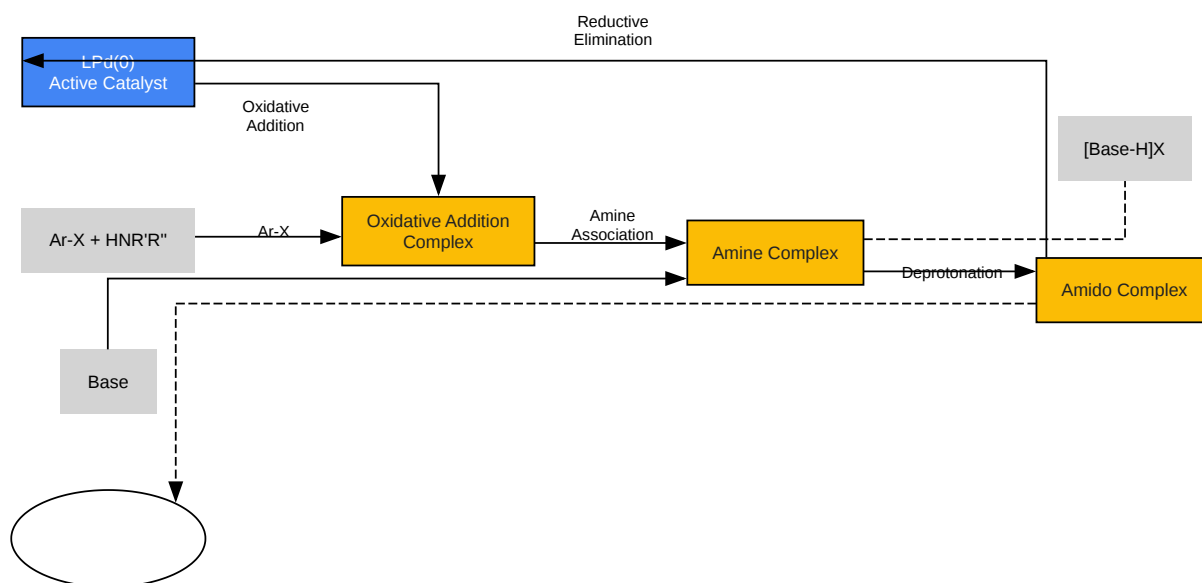 Reductive
Elimination
LPd(0)
Active Catalyst
Oxidative
Addition
[Base-H]X
Ar-X + HNR'R"
Ar-X
Oxidative Addition
Complex
Amine
Association
Amine Complex
Deprotonation
Amido Complex
Base